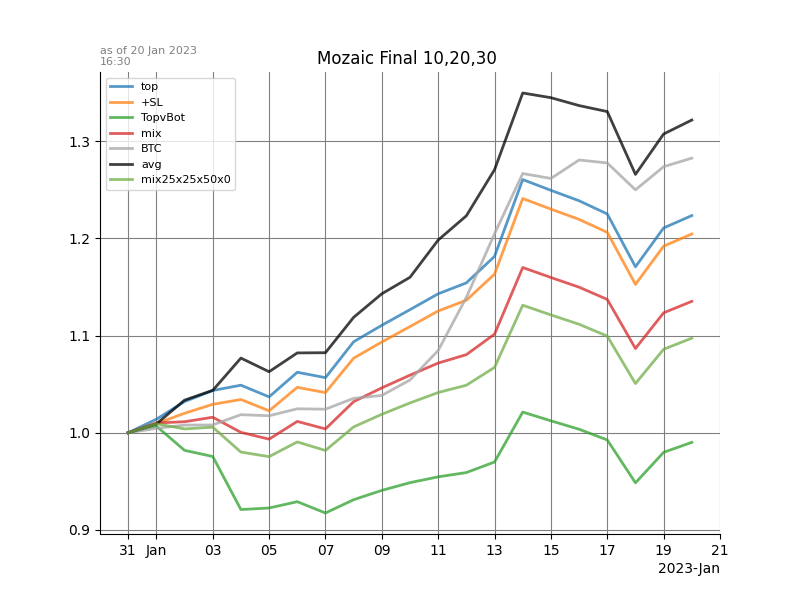 as of 20 Jan 2023
16:30
Mozaic Final 10,20,30
top
+SL
TopvBot
mix
BTC
avg
mix25x25x50x0
1.3
1.2
1.1
1.0
0.9
31 Jan 03 05 07 09 11 13 15 17 19 21
2023-Jan